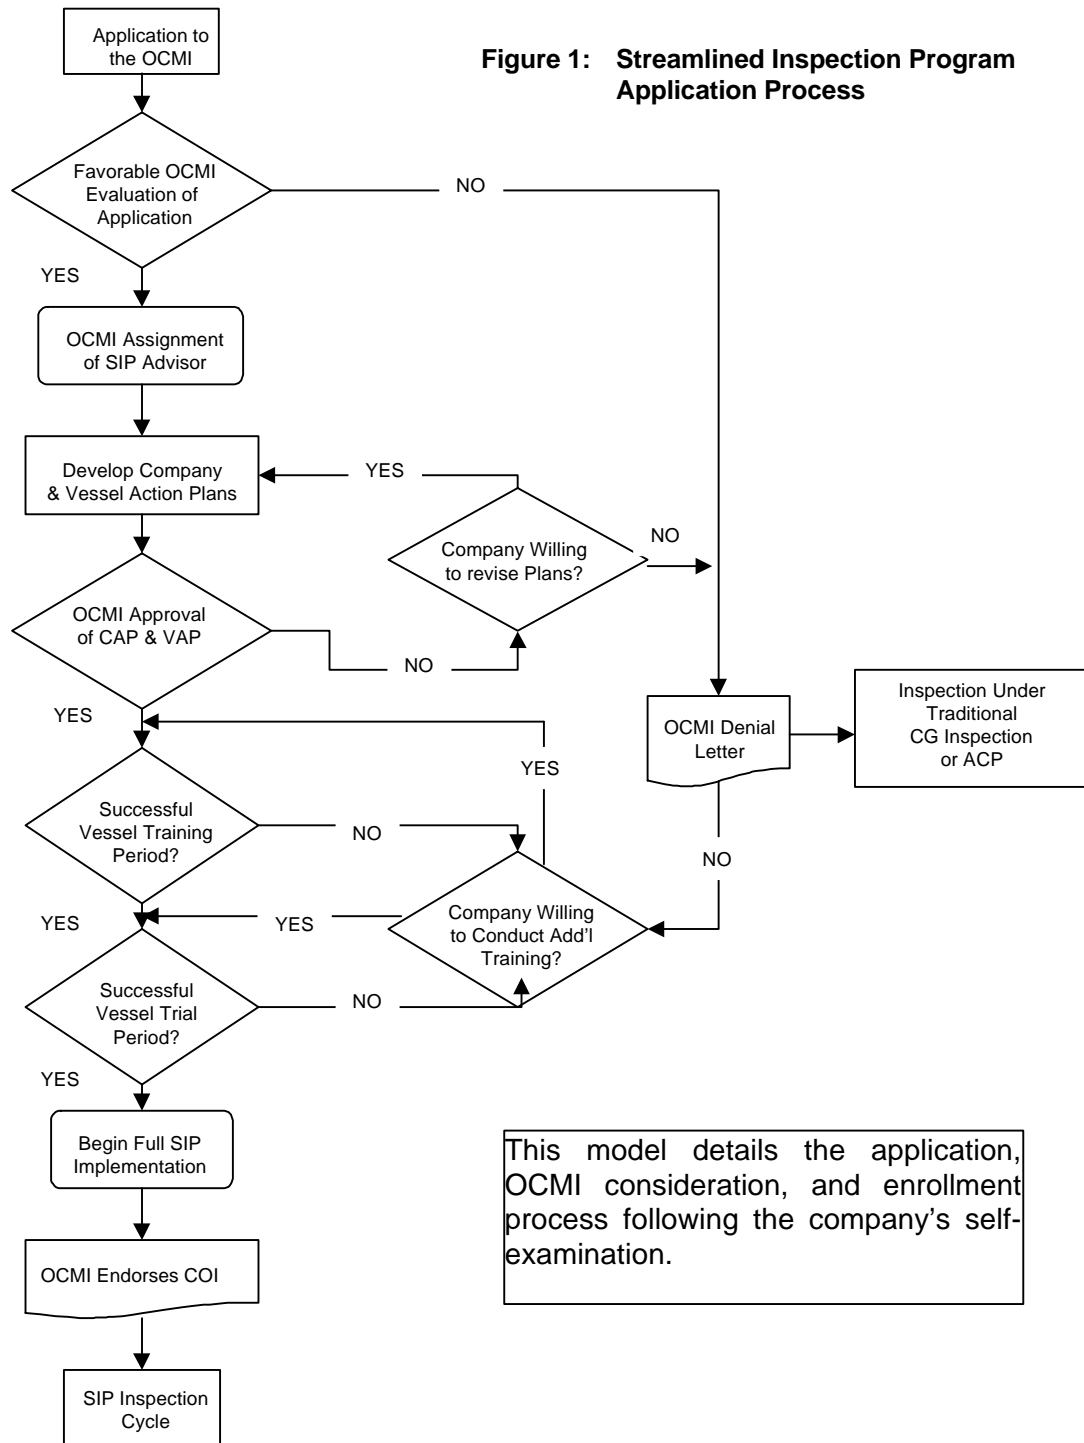 Application to
the OCMI
Figure 1: Streamlined Inspection Program
Application Process
Favorable OCMI
Evaluation of
Application
NO
YES
OCMI Assignment
of SIP Advisor
Develop Company
& Vessel Action Plans
YES
Company Willing
to revise Plans?
NO
OCMI Approval
of CAP & VAP
NO
YES
OCMI Denial
Letter
Inspection Under
Traditional
CG Inspection
or ACP
YES
Successful
Vessel Training
Period?
NO
NO
YES
YES
Company Willing
to Conduct Add'l
Training?
Successful
Vessel Trial
Period?
NO
YES
Begin Full SIP
Implementation
This model details the application,
OCMI consideration, and enrollment
process following the company's self-
examination.
OCMI Endorses COI
SIP Inspection
Cycle